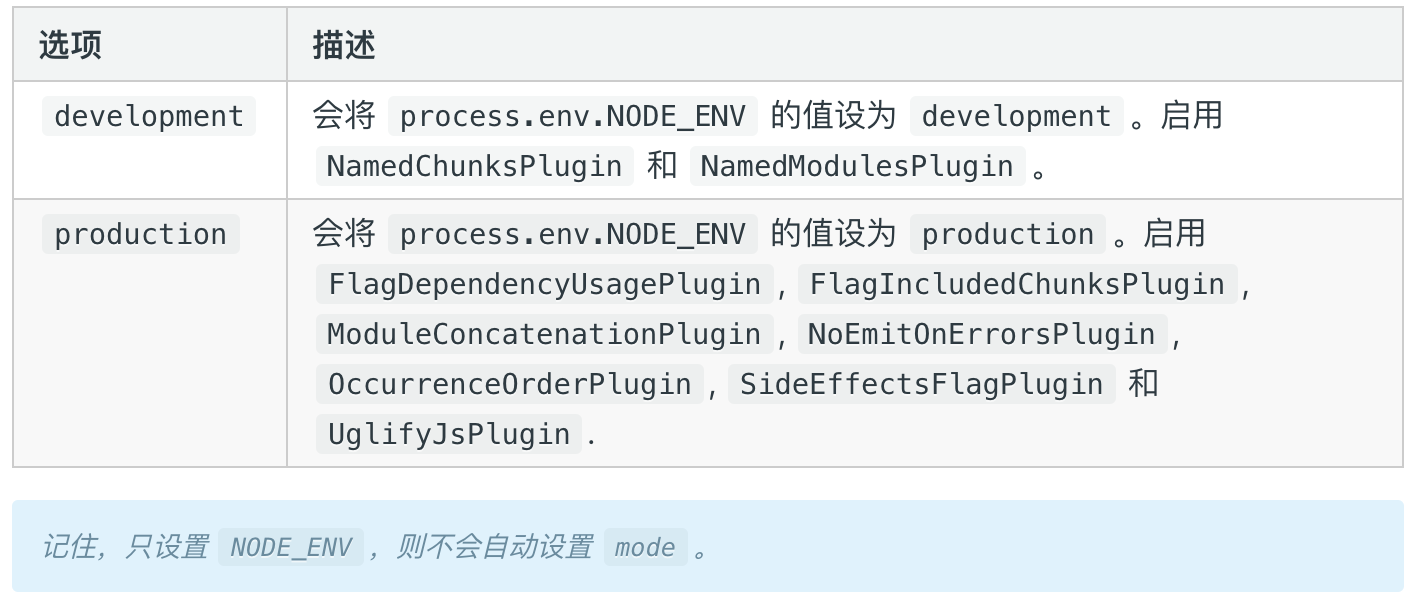 选项 描述
development 会将 process.env.NODE_ENV 的值设为 development 。启用
NamedChunksPlugin 和 NamedModulesPlugin 。
production 会将 process.env.NODE_ENV 的值设为 production 。启用
FlagDependencyUsagePlugin , FlagIncludedChunksPlugin ,
ModuleConcatenationPlugin , NoEmitOnErrorsPlugin ,
OccurrenceOrderPlugin , SideEffectsFlagPlugin 和
UglifyJsPlugin .
记住，只设置 NODE_ENV ，则不会自动设置 mode 。